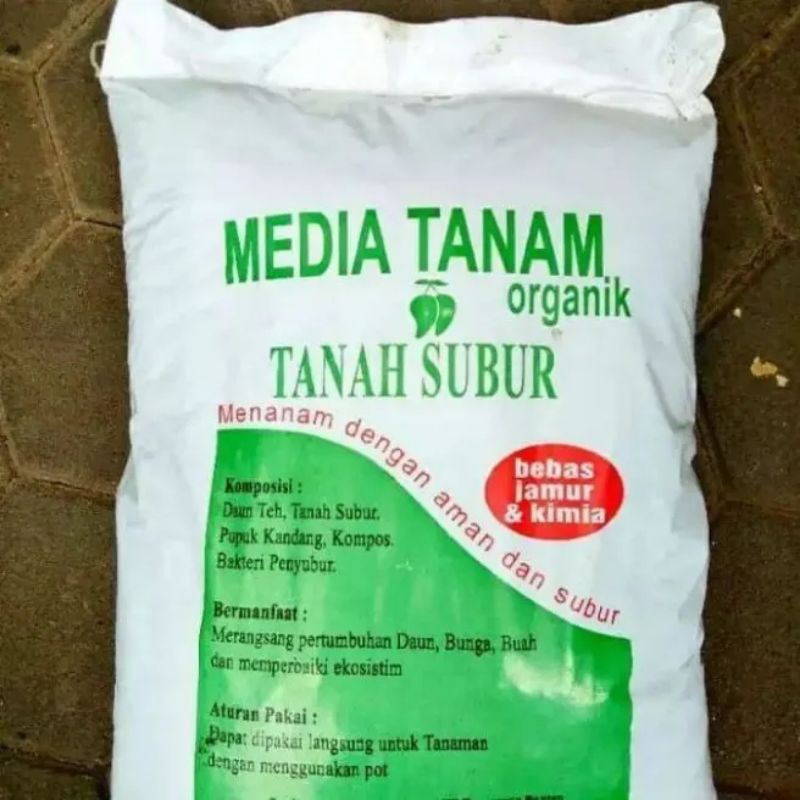 MEDIA TANAM
organik
TANAH SUBUR
Menanam dengan aman dan subur
bebas
jamur
& kimia
Komposisi :
Daun Teh, Tanah Subur.
Pupuk Kandang, Kompos.
Bakteri Penyubur.
Bermanfaat :
Merangsang pertumbuhan Daun, Bunga, Buah
dan memperbaiki ekosistim
Aturan Pakai :
Dapat dipakai langsung untuk Tanaman
dengan menggunakan pot